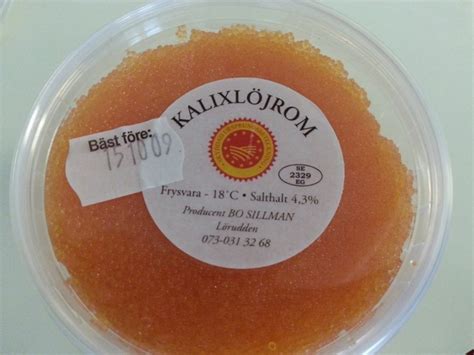 KALIXLÖJROM
Bäst före:
151009
SE
2329
EG
Frysvara - 18°C • Salthalt 4,3%
Producent BO SILLMAN
Lörudden
073-031 32 68